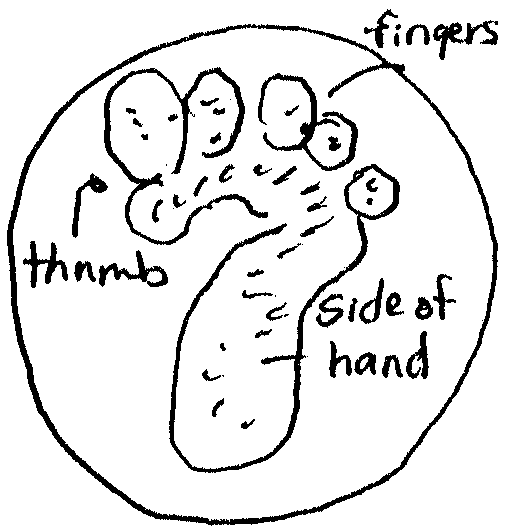 fingers
thnmb
side of
hand